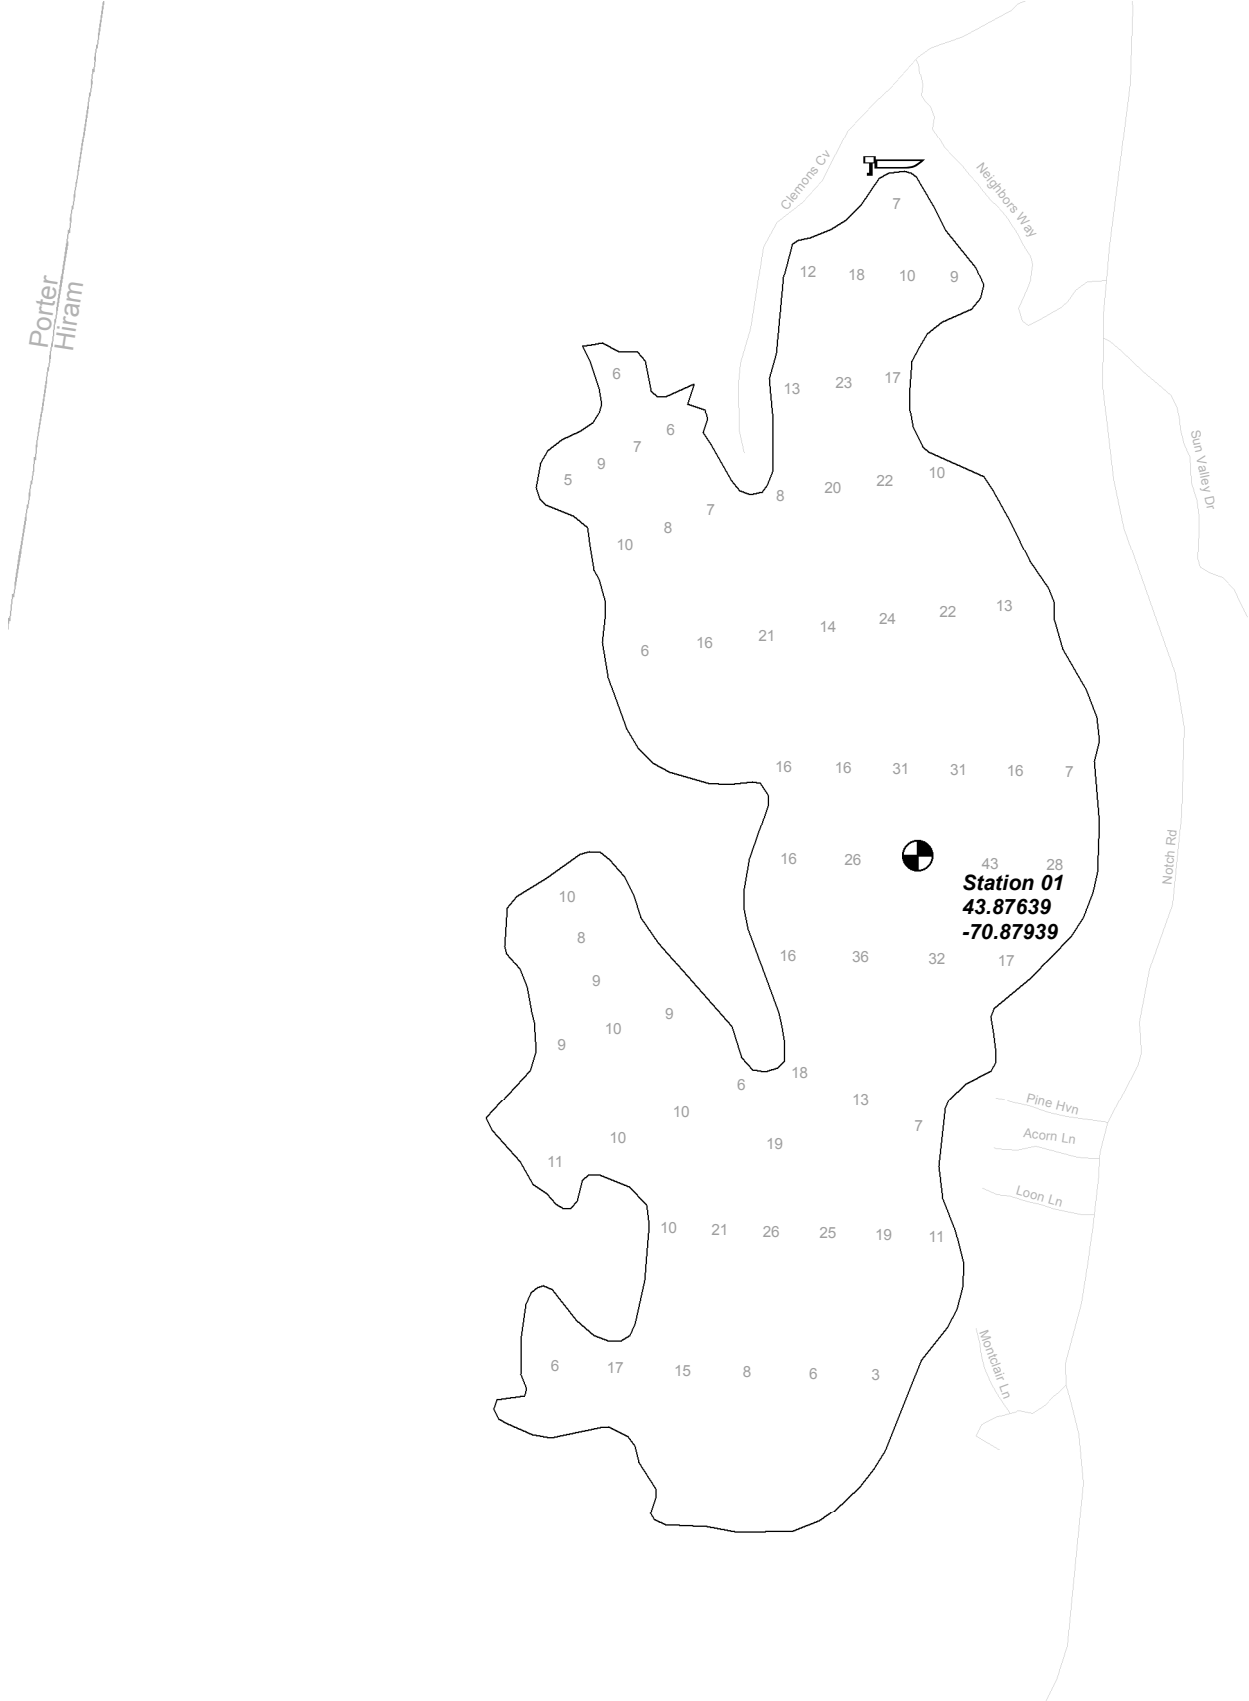 Clemons Cv
Neighbors Way
7
12 18 10 9
Porter
Hiram
6
13 23 17
6
7
9
5
10
8 20 22
Sun Valley Dr
7
8
10
6 16 21 14 24 22 13
16 16 31 31 16 7
Notch Rd
16 26 43 28
Station 01
43.87639
-70.87939
10
8
16 36 32 17
9
9
10
9
18
6
13
10
7
Pine Hvn
10
19
Acorn Ln
11
Loon Ln
10 21 26 25 19 11
6 17 15 8 6 3
Montclair Ln